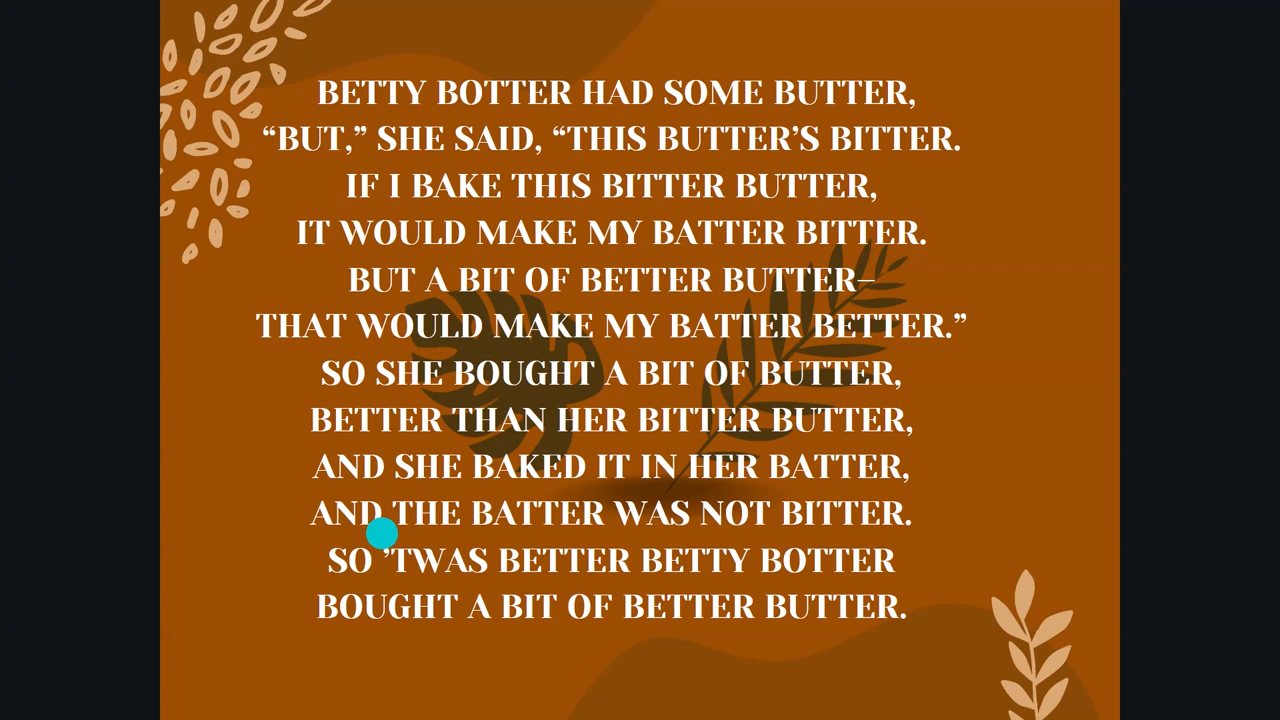 BETTY BOTTER HAD SOME BUTTER,
“BUT,” SHE SAID, “THIS BUTTER’S BITTER.
IF I BAKE THIS BITTER BUTTER,
IT WOULD MAKE MY BATTER BITTER.
BUT A BIT OF BETTER BUTTER–
THAT WOULD MAKE MY BATTER BETTER.”
SO SHE BOUGHT A BIT OF BUTTER,
BETTER THAN HER BITTER BUTTER,
AND SHE BAKED IT IN HER BATTER,
AND THE BATTER WAS NOT BITTER.
SO ’TWAS BETTER BETTY BOTTER
BOUGHT A BIT OF BETTER BUTTER.